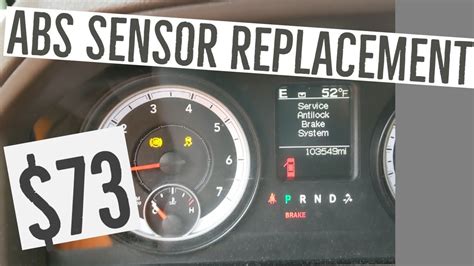 ABS SENSOR REPLACEMENT
$73
E 52°F
Service
Antilock
Brake
System
103549mi
2 3 4 5 6 7
C H
P R N D
BRAKE